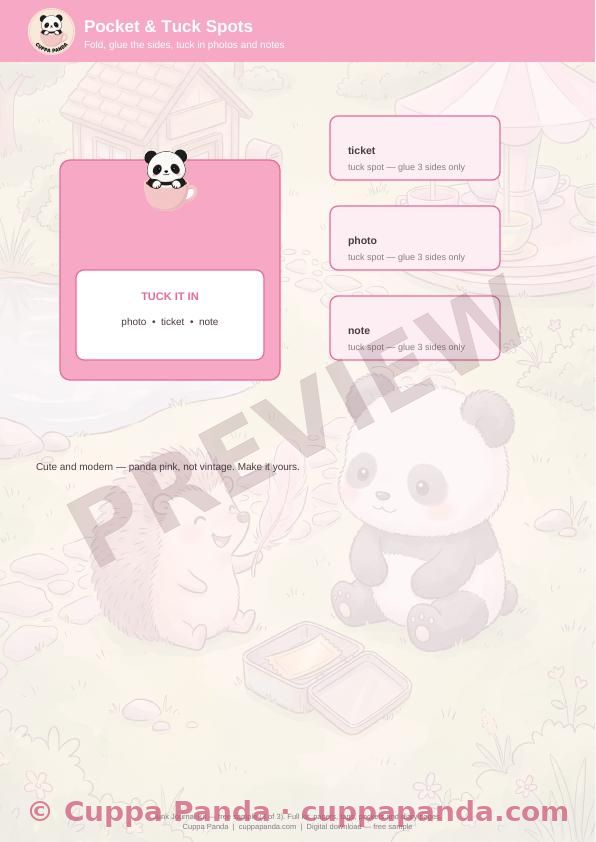 CUPPA PANDA
Pocket & Tuck Spots
Fold, glue the sides, tuck in photos and notes
TUCK IT IN
photo • ticket • note
ticket
tuck spot — glue 3 sides only
photo
tuck spot — glue 3 sides only
note
tuck spot — glue 3 sides only
PREVIEW
Cute and modern — panda pink, not vintage. Make it yours.
© Cuppa Panda · cuppapanda.com
Cuppa Panda | cuppapanda.com | Digital download — free sample